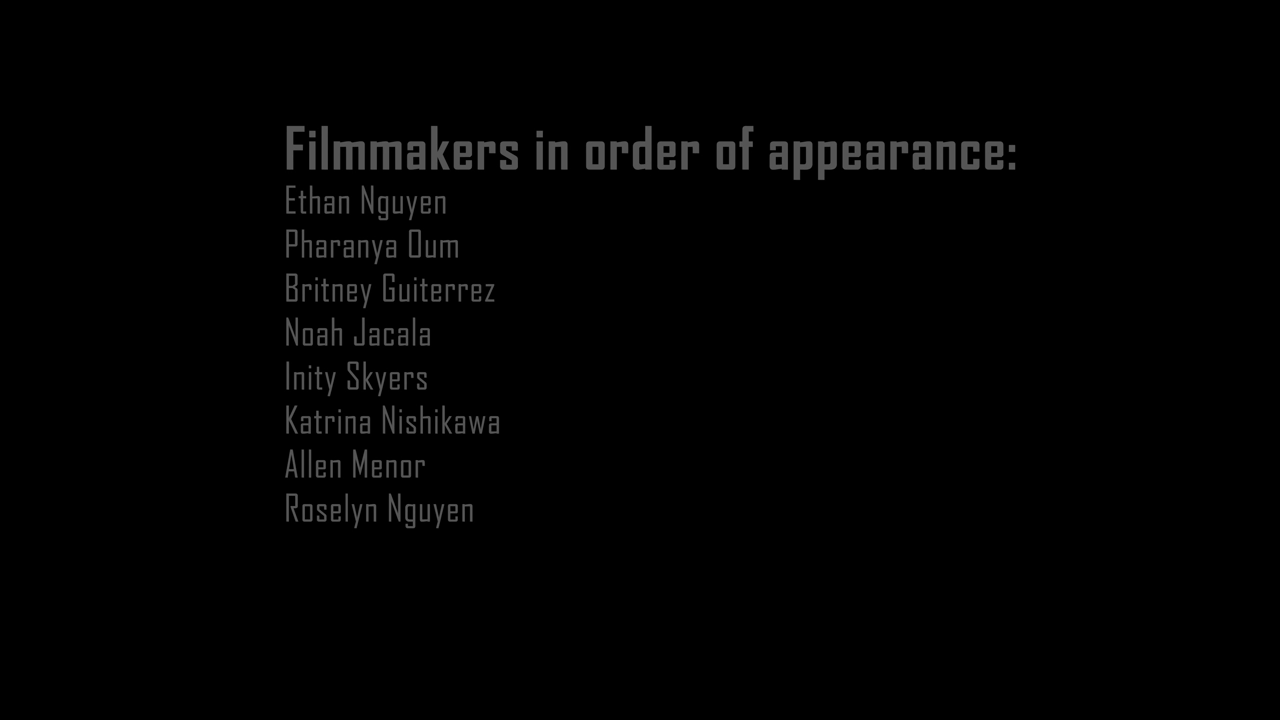 Filmmakers in order of appearance:
Ethan Nguyen
Pharanya Oum
Britney Guiterrez
Noah Jacala
Inity Skyers
Katrina Nishikawa
Allen Menor
Roselyn Nguyen